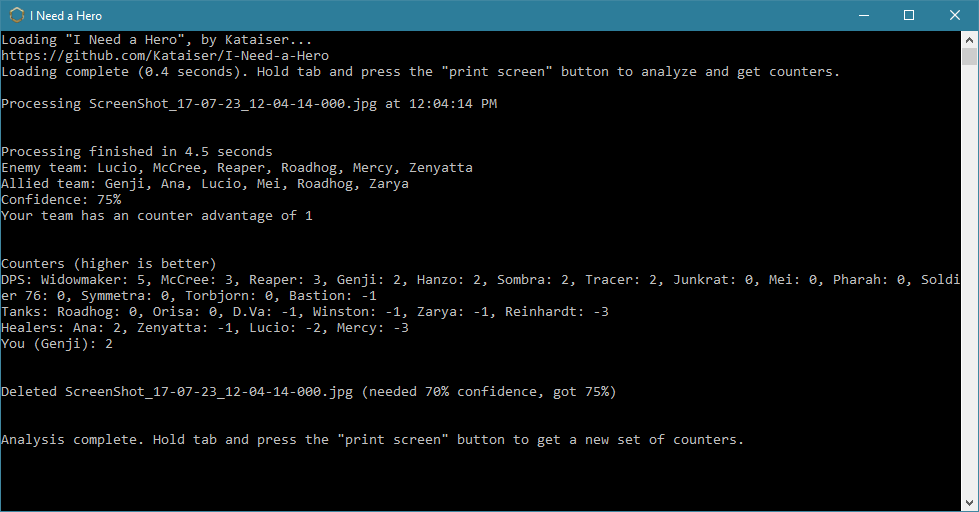 I Need a Hero
Loading "I Need a Hero", by Kataiser...
https://github.com/Kataiser/I-Need-a-Hero
Loading complete (0.4 seconds). Hold tab and press the "print screen" button to analyze and get counters.
Processing ScreenShot_17-07-23_12-04-14-000.jpg at 12:04:14 PM
Processing finished in 4.5 seconds
Enemy team: Lucio, McCree, Reaper, Roadhog, Mercy, Zenyatta
Allied team: Genji, Ana, Lucio, Mei, Roadhog, Zarya
Confidence: 75%
Your team has an counter advantage of 1
Counters (higher is better)
DPS: Widowmaker: 5, McCree: 3, Reaper: 3, Genji: 2, Hanzo: 2, Sombra: 2, Tracer: 2, Junkrat: 0, Mei: 0, Pharah: 0, Soldi
er 76: 0, Symmetra: 0, Torbjorn: 0, Bastion: -1
Tanks: Roadhog: 0, Orisa: 0, D.Va: -1, Winston: -1, Zarya: -1, Reinhardt: -3
Healers: Ana: 2, Zenyatta: -1, Lucio: -2, Mercy: -3
You (Genji): 2
Deleted ScreenShot_17-07-23_12-04-14-000.jpg (needed 70% confidence, got 75%)
Analysis complete. Hold tab and press the "print screen" button to get a new set of counters.